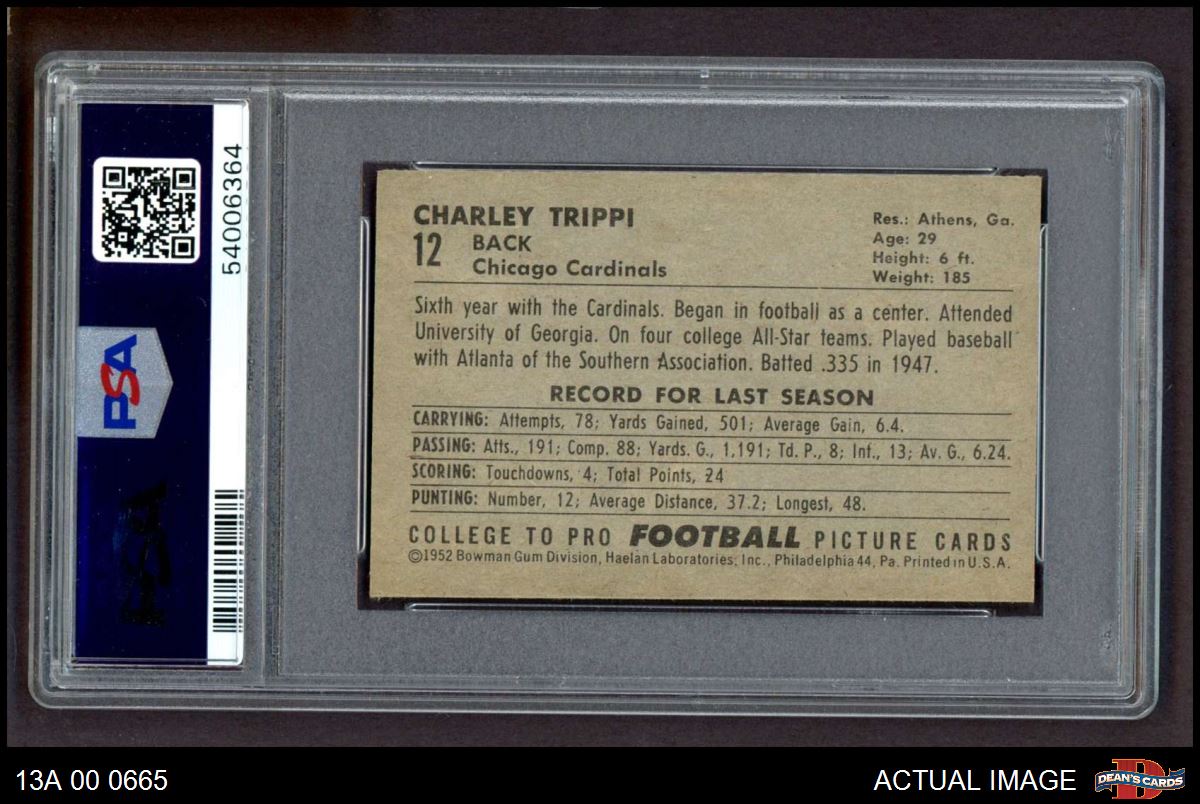 54006364
PSA
CHARLEY TRIPPI
12 BACK
Chicago Cardinals
Res.: Athens, Ga.
Age: 29
Height: 6 ft.
Weight: 185
Sixth year with the Cardinals. Began in football as a center. Attended
University of Georgia. On four college All-Star teams. Played baseball
with Atlanta of the Southern Association. Batted .335 in 1947.
RECORD FOR LAST SEASON
CARRYING: Attempts, 78; Yards Gained, 501; Average Gain, 6.4.
PASSING: Atts., 191; Comp. 88; Yards. G., 1,191; Td. P., 8; Int., 13; Av. G., 6.24.
SCORING: Touchdowns, 4; Total Points, 24
PUNTING: Number, 12; Average Distance, 37.2; Longest, 48.
COLLEGE TO PRO FOOTBALL PICTURE CARDS
©1952 Bowman Gum Division, Haelan Laboratories, Inc., Philadelphia 44, Pa. Printed in U.S.A.
13A 00 0665
ACTUAL IMAGE
DEAN'S CARDS